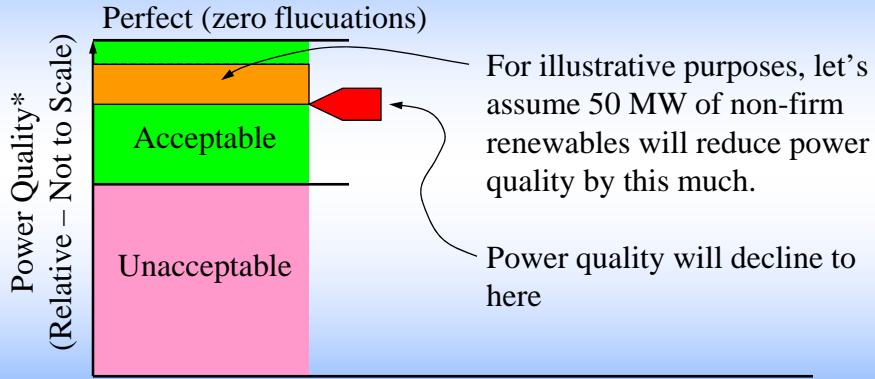 Perfect (zero flucuations)
Power Quality*
(Relative – Not to Scale)
Acceptable
Unacceptable
For illustrative purposes, let's
assume 50 MW of non-firm
renewables will reduce power
quality by this much.
Power quality will decline to
here